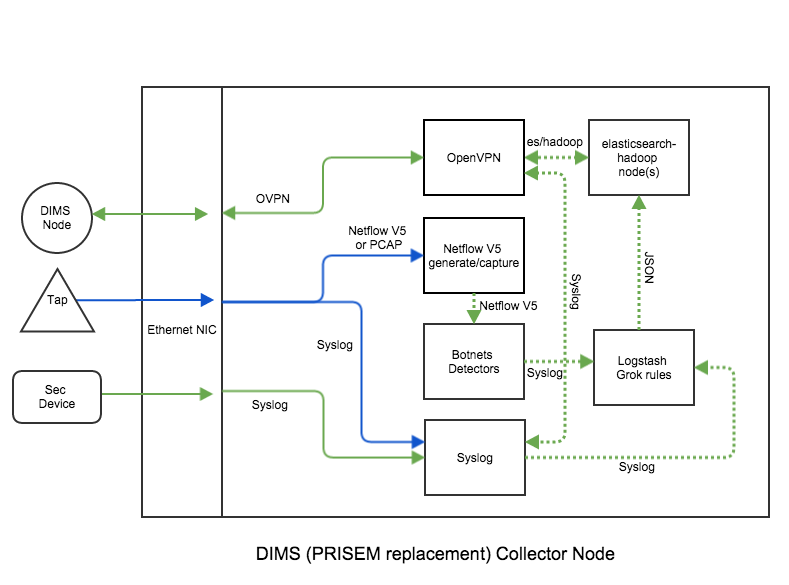 OpenVPN
es/hadoop
elasticsearch-
hadoop
node(s)
DIMS
Node
OVPN
Netflow V5
or PCAP
Netflow V5
generate/capture
Tap
Ethernet NIC
Syslog
Netflow V5
Syslog
JSON
Botnets
Detectors
Syslog
Logstash
Grok rules
Sec
Device
Syslog
Syslog
Syslog
DIMS (PRISEM replacement) Collector Node